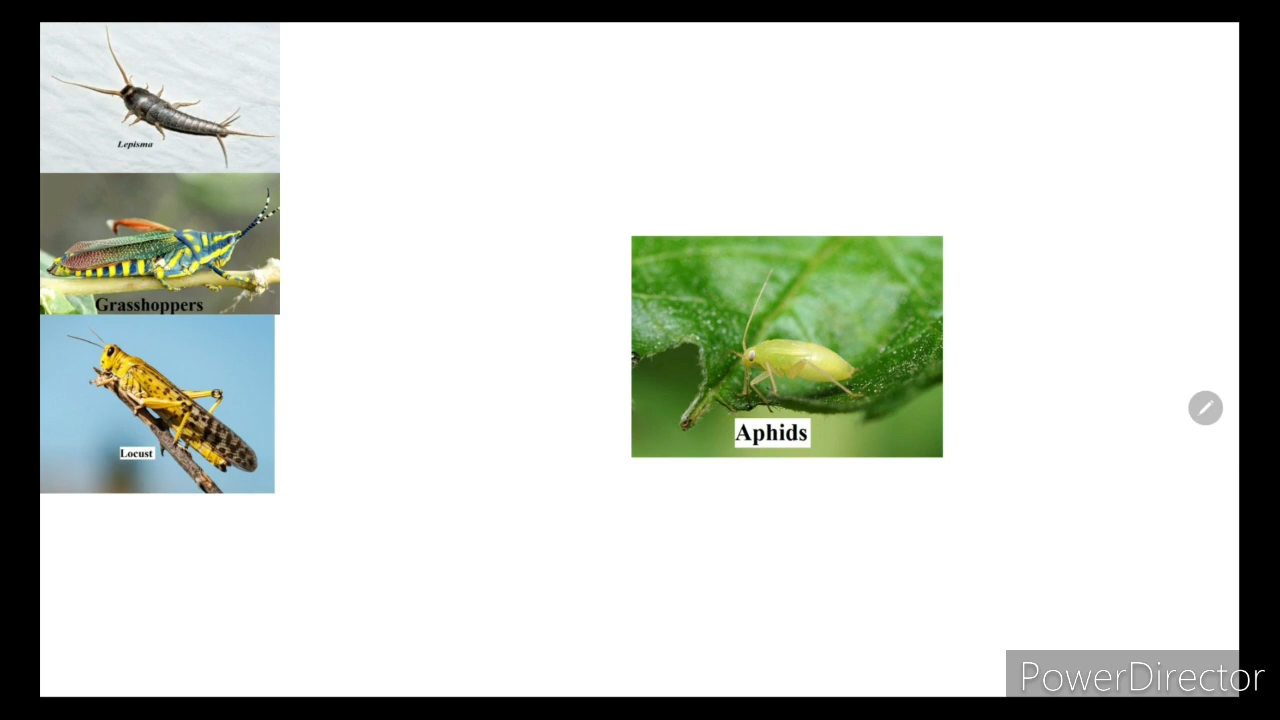 Lepisma
Grasshoppers
Locust
Aphids
PowerDirector